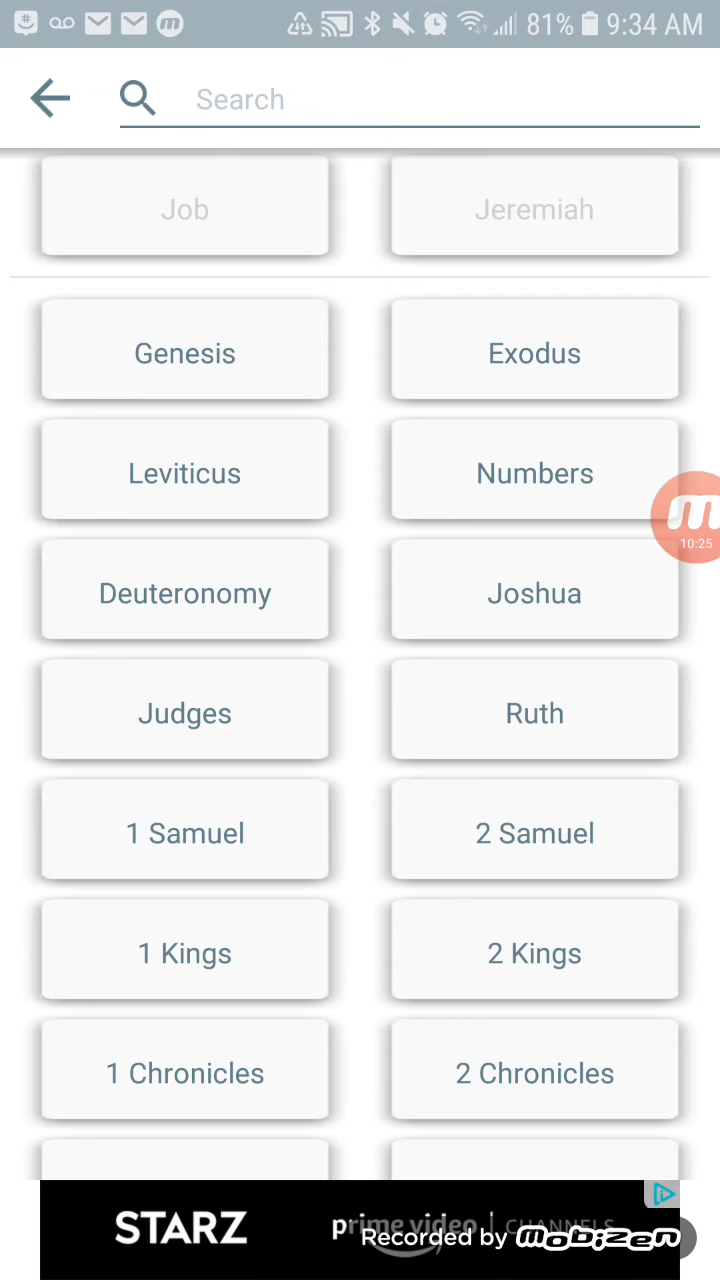 81% 9:34 AM
Search
Job Jeremiah
Genesis Exodus
Leviticus Numbers
10:25
Deuteronomy Joshua
Judges Ruth
1 Samuel 2 Samuel
1 Kings 2 Kings
1 Chronicles 2 Chronicles
STARZ prime video | CHANNELS
Recorded by mobizen